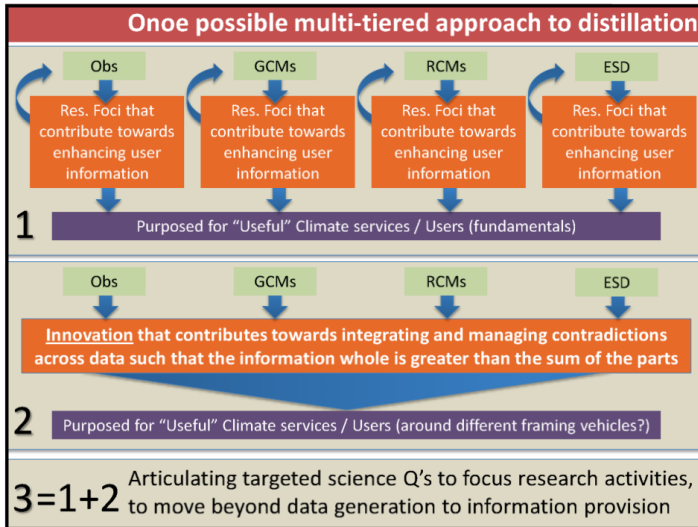 Onoe possible multi-tiered approach to distillation
Obs
GCMs
RCMs
ESD
Res. Foci that
contribute towards
enhancing user
information
Res. Foci that
contribute towards
enhancing user
information
Res. Foci that
contribute towards
enhancing user
information
Res. Foci that
contribute towards
enhancing user
information
1
Purposed for “Useful” Climate services / Users (fundamentals)
Obs
GCMs
RCMs
ESD
Innovation that contributes towards integrating and managing contradictions
across data such that the information whole is greater than the sum of the parts
2
Purposed for “Useful” Climate services / Users (around different framing vehicles?)
3=1+2
Articulating targeted science Q’s to focus research activities,
to move beyond data generation to information provision